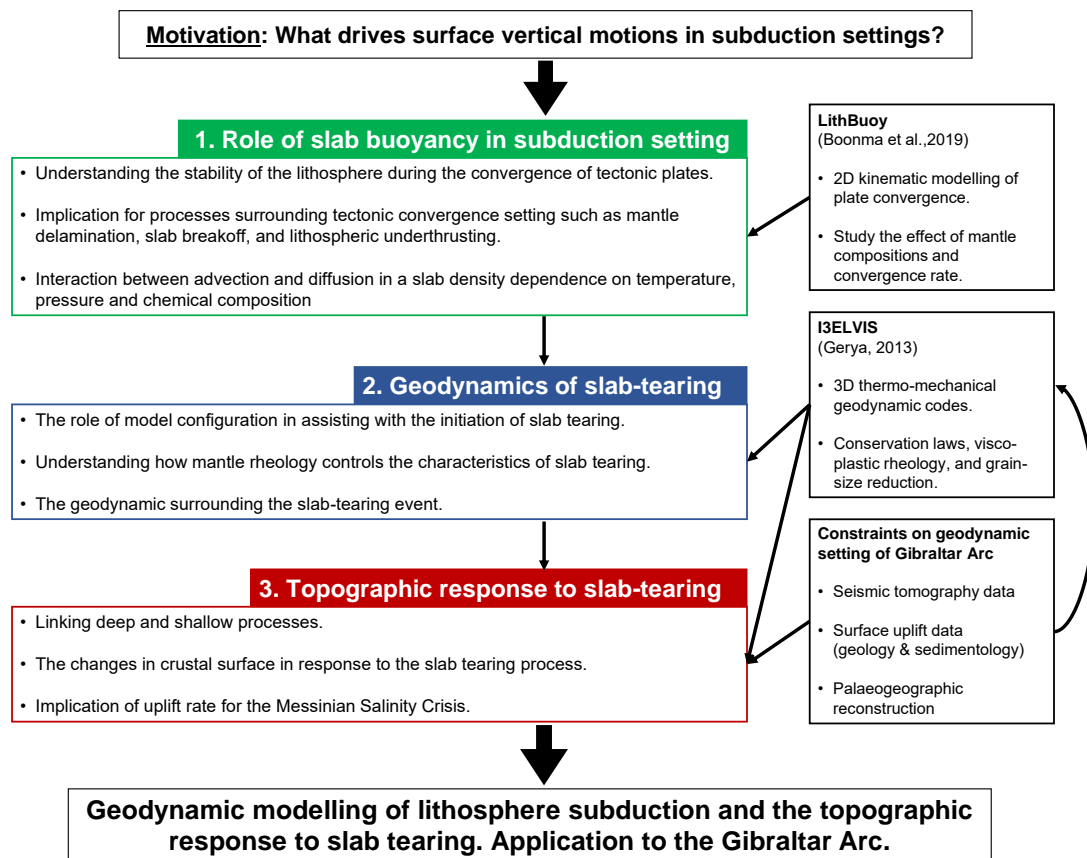 Motivation: What drives surface vertical motions in subduction settings?
1. Role of slab buoyancy in subduction setting
• Understanding the stability of the lithosphere during the convergence of tectonic plates.
• Implication for processes surrounding tectonic convergence setting such as mantle
delamination, slab breakoff, and lithospheric underthrusting.
• Interaction between advection and diffusion in a slab density dependence on temperature,
pressure and chemical composition
LithBuoy
(Boonma et al.,2019)
• 2D kinematic modelling of
plate convergence.
• Study the effect of mantle
compositions and
convergence rate.
2. Geodynamics of slab-tearing
• The role of model configuration in assisting with the initiation of slab tearing.
• Understanding how mantle rheology controls the characteristics of slab tearing.
• The geodynamic surrounding the slab-tearing event.
I3ELVIS
(Gerya, 2013)
• 3D thermo-mechanical
geodynamic codes.
• Conservation laws, visco-
plastic rheology, and grain-
size reduction.
3. Topographic response to slab-tearing
• Linking deep and shallow processes.
• The changes in crustal surface in response to the slab tearing process.
• Implication of uplift rate for the Messinian Salinity Crisis.
Constraints on geodynamic
setting of Gibraltar Arc
• Seismic tomography data
• Surface uplift data
(geology & sedimentology)
• Palaeogeographic
reconstruction
Geodynamic modelling of lithosphere subduction and the topographic
response to slab tearing. Application to the Gibraltar Arc.